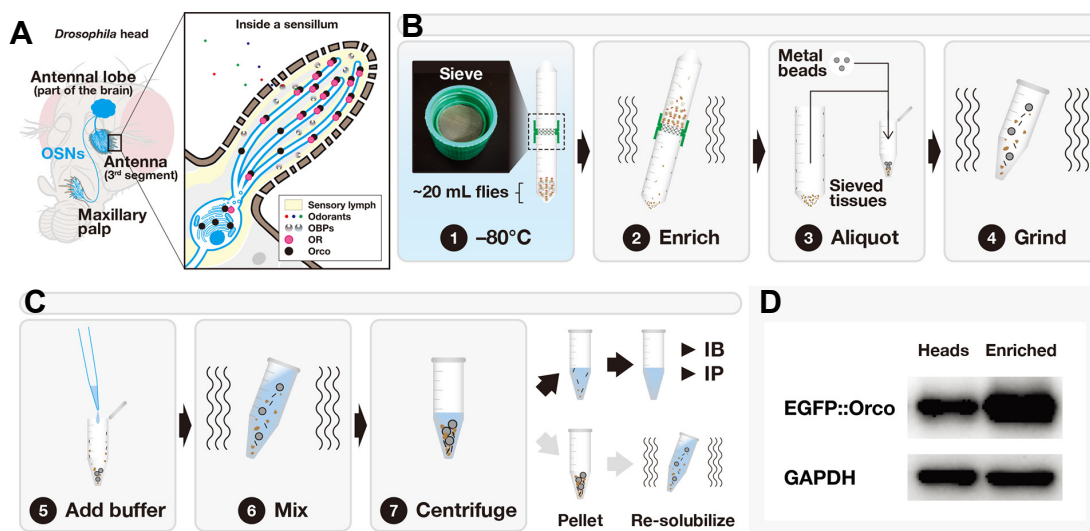 A
Drosophila head
Antennal lobe
(part of the brain)
OSNs
Antenna
(3rd segment)
Maxillary
palp
Inside a sensillum
Sensory lymph
Odorants
OBPs
OR
Orco
B
Sieve
~20 mL flies
1 –80°C
2 Enrich
Metal
beads
Sieved
tissues
3 Aliquot
4 Grind
C
5 Add buffer
6 Mix
7 Centrifuge
IB
IP
Pellet
Re-solubilize
D
Heads Enriched
EGFP::Orco
GAPDH